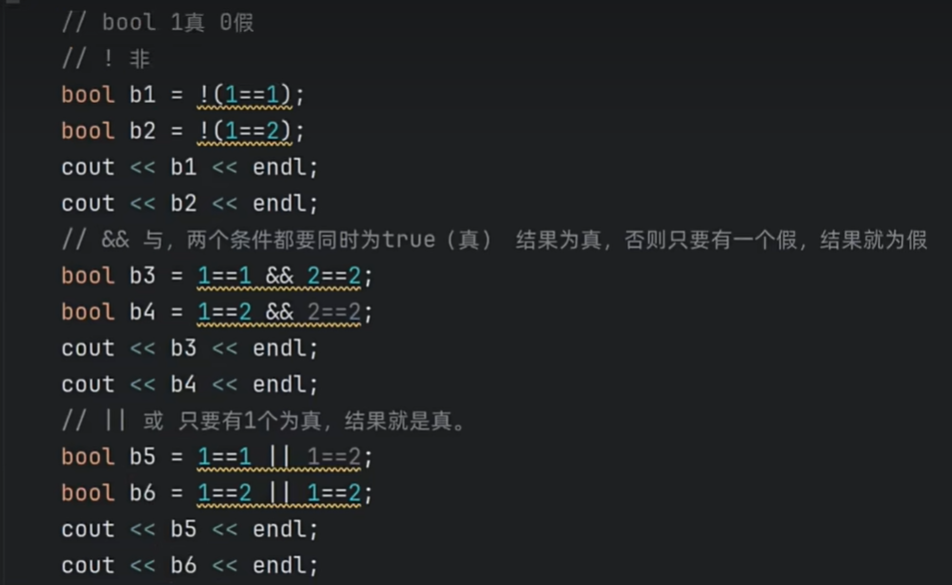 // bool 1真 0假
// ! 非
bool b1 = !(1==1);
bool b2 = !(1==2);
cout << b1 << endl;
cout << b2 << endl;
// && 与，两个条件都要同时为true（真） 结果为真，否则只要有一个假，结果就为假
bool b3 = 1==1 && 2==2;
bool b4 = 1==2 && 2==2;
cout << b3 << endl;
cout << b4 << endl;
// || 或 只要有1个为真，结果就是真。
bool b5 = 1==1 || 1==2;
bool b6 = 1==2 || 1==2;
cout << b5 << endl;
cout << b6 << endl;